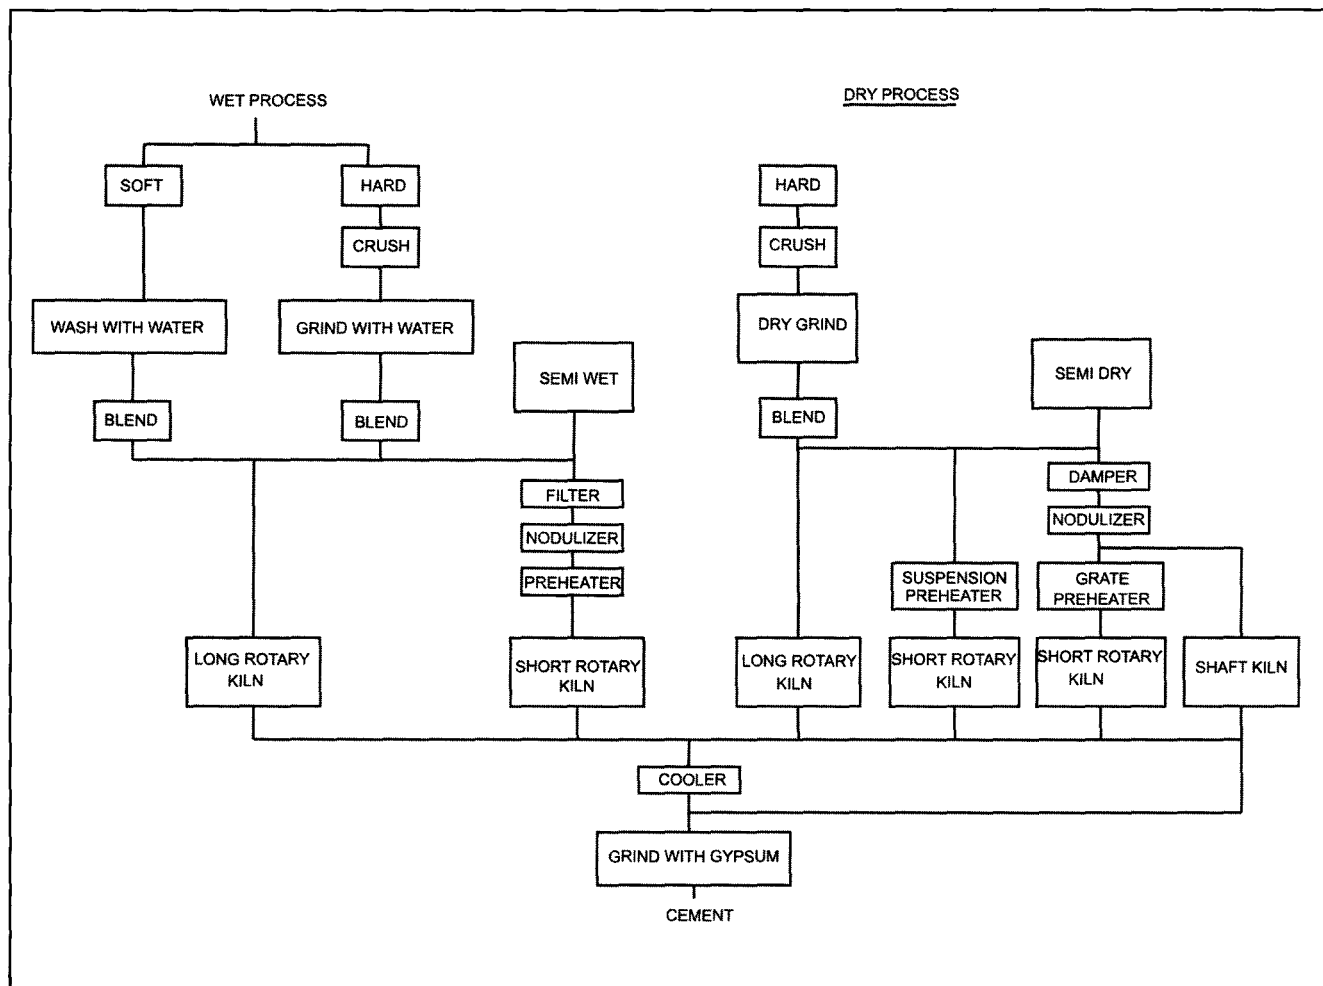 WET PROCESS
DRY PROCESS
SOFT
HARD
HARD
CRUSH
CRUSH
WASH WITH WATER
GRIND WITH WATER
DRY GRIND
SEMI WET
SEMI DRY
BLEND
BLEND
BLEND
FILTER
DAMPER
NODULIZER
NODULIZER
PREHEATER
SUSPENSION
PREHEATER
GRATE
PREHEATER
LONG ROTARY
KILN
SHORT ROTARY
KILN
LONG ROTARY
KILN
SHORT ROTARY
KILN
SHORT ROTARY
KILN
SHAFT KILN
COOLER
GRIND WITH GYPSUM
CEMENT